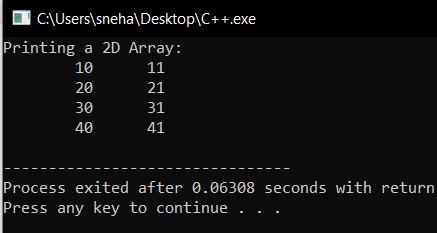 C:\Users\sneha\Desktop\C++.exe
Printing a 2D Array:
10 11
20 21
30 31
40 41
--------------------------------
Process exited after 0.06308 seconds with return
Press any key to continue . . .